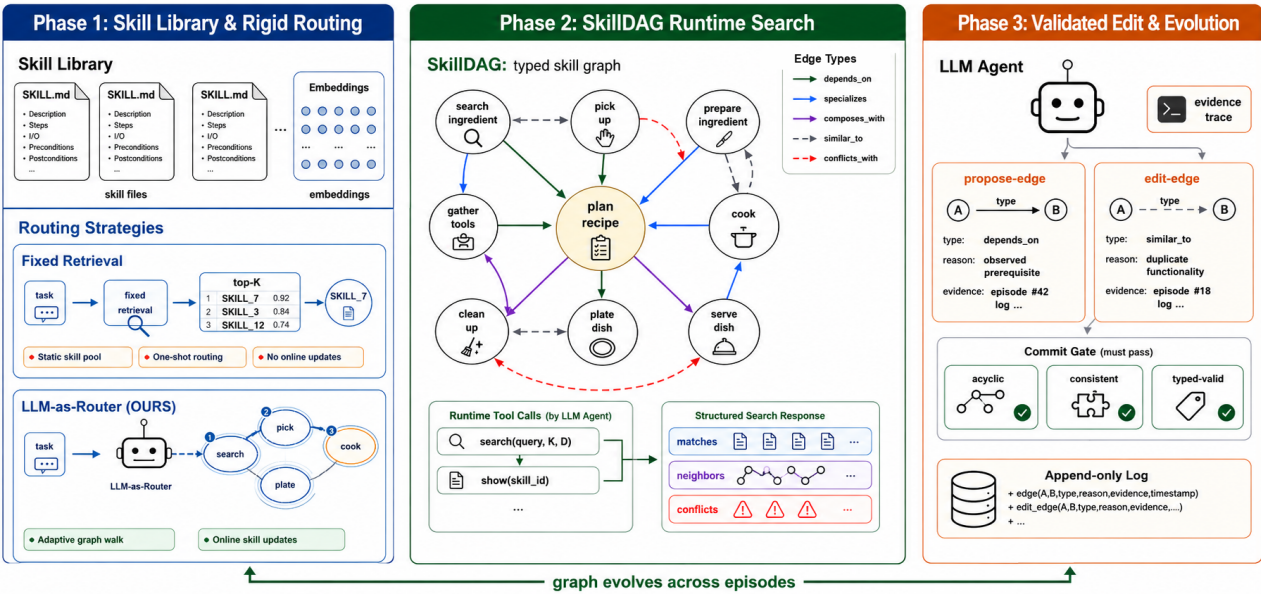 Phase 1: Skill Library & Rigid Routing
Skill Library
SKILL.md
• Description
• Steps
• I/O
• Preconditions
• Postconditions
...
SKILL.md
• Description
• Steps
• I/O
• Preconditions
• Postconditions
...
SKILL.md
• Description
• Steps
• I/O
• Preconditions
• Postconditions
...
...
Embeddings
... ...
skill files
embeddings
Routing Strategies
Fixed Retrieval
task
fixed
retrieval
top-K
1 SKILL_7 0.92
2 SKILL_3 0.84
3 SKILL_12 0.74
SKILL_7
• Static skill pool
• One-shot routing
• No online updates
LLM-as-Router (OURS)
task
LLM-as-Router
1
search
2
pick
3
cook
plate
• Adaptive graph walk
• Online skill updates
Phase 2: SkillDAG Runtime Search
SkillDAG: typed skill graph
Edge Types
depends_on
specializes
composes_with
similar_to
conflicts_with
search
ingredient
pick
up
prepare
ingredient
gather
tools
plan
recipe
cook
clean
up
plate
dish
serve
dish
Runtime Tool Calls (by LLM Agent)
search(query, K, D)
show(skill_id)
...
Structured Search Response
matches ...
neighbors ...
conflicts ...
Phase 3: Validated Edit & Evolution
LLM Agent
evidence
trace
propose-edge
A type B
type: depends_on
reason: observed
prerequisite
evidence: episode #42
log ...
edit-edge
A type B
type: similar_to
reason: duplicate
functionality
evidence: episode #18
log ...
Commit Gate (must pass)
acyclic
consistent
typed-valid
Append-only Log
+ edge(A,B,type,reason,evidence,timestamp)
+ edit_edge(A,B,type,reason,evidence,....)
+ ...
graph evolves across episodes